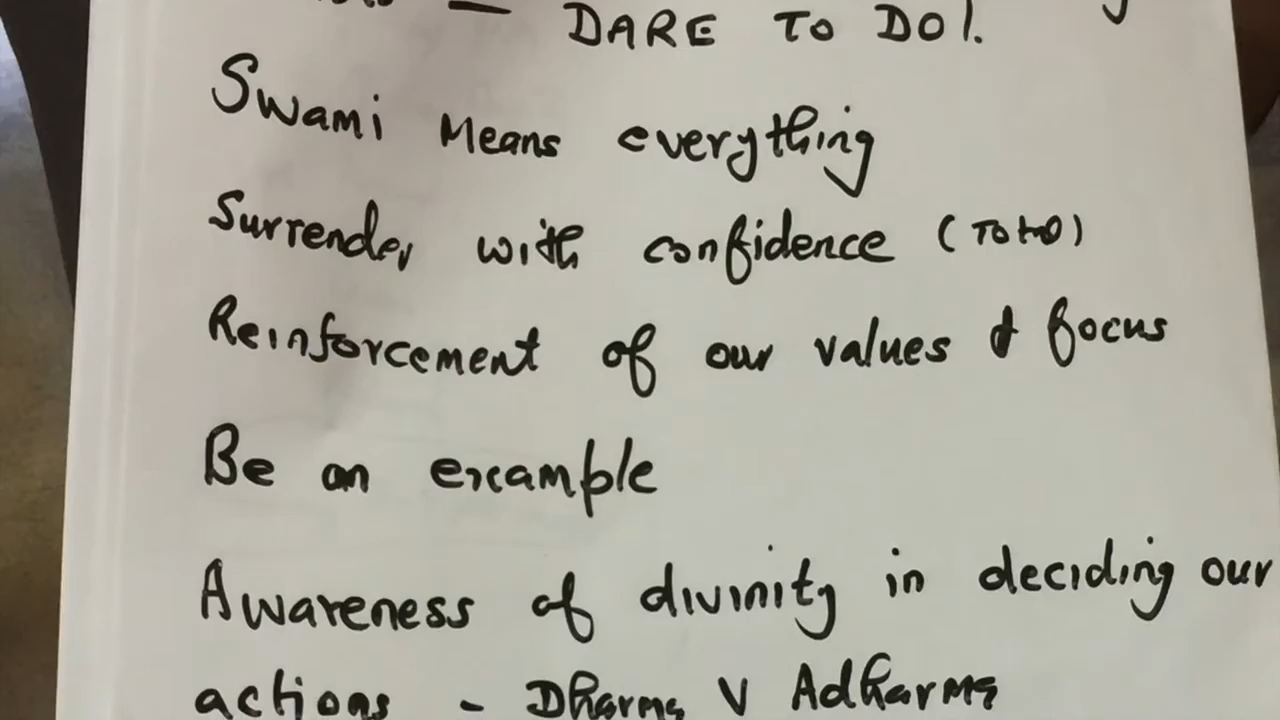 — DARE TO DO!.
Swami Means everything
Surrender with confidence (Total)
Reinforcement of our values & focus
Be an example
Awareness of divinity in deciding our
actions - Dharma V Adharma